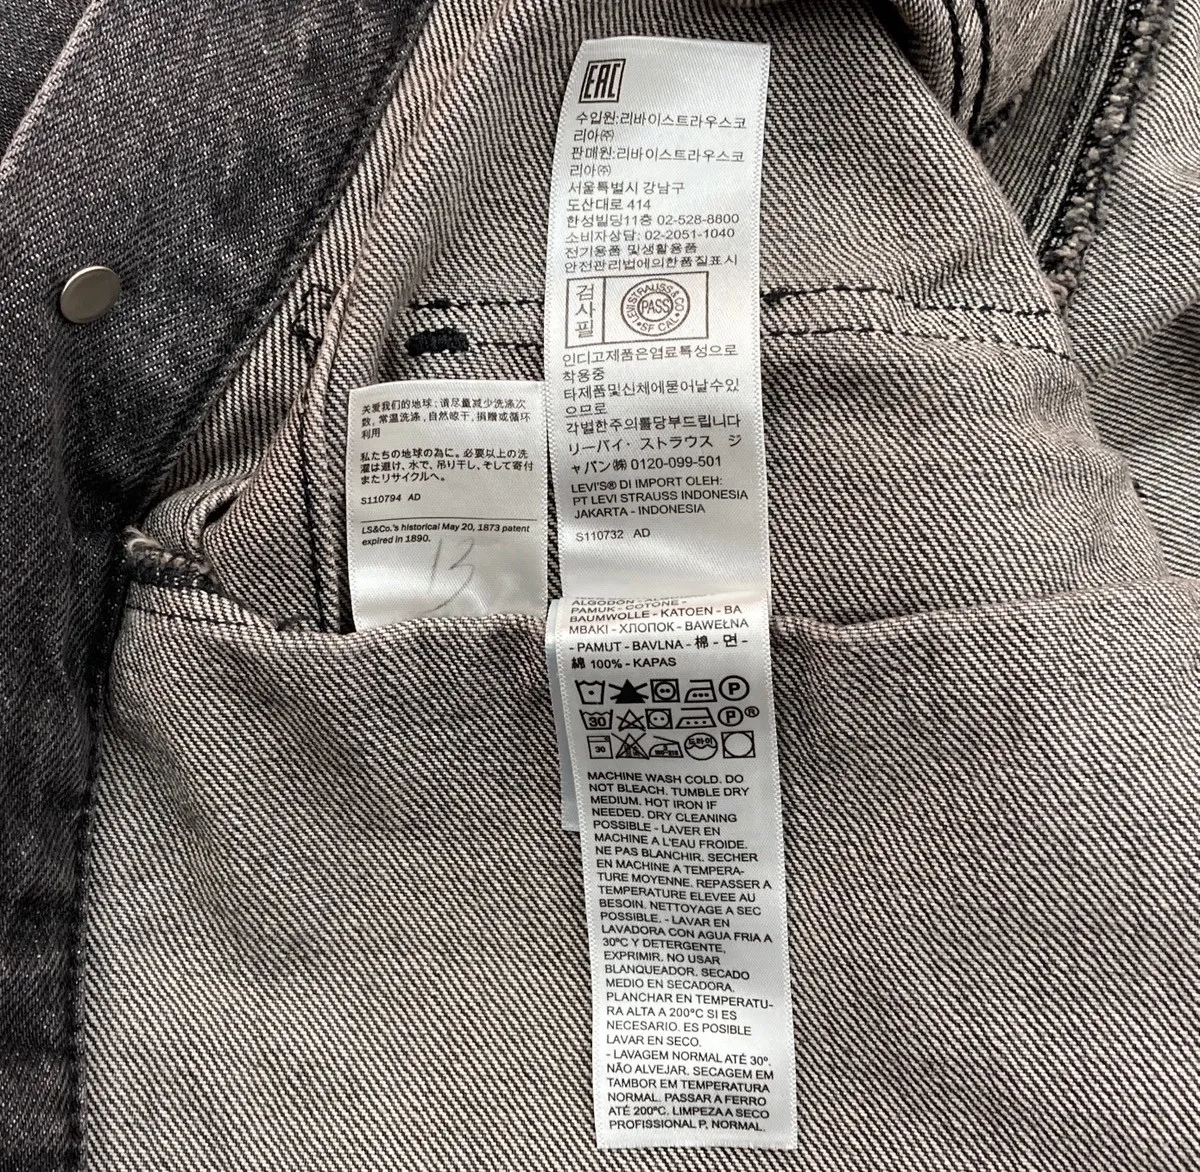 EAC
수입원:리바이스트라우스코
리아㈜
판매원:리바이스트라우스코
리아㈜
서울특별시 강남구
도산대로 414
한성빌딩11층 02-528-8800
소비자상담: 02-2051-1040
전기용품 및생활용품
안전관리법에의한품질표시
검사필
LEVI STRAUSS & CO
PASS
• SF CAL •
인디고제품은염료특성으로
착용중
타제품및신체에묻어날수있
으므로
각별한주의를당부드립니다
リーバイ・ストラウス ジ
ャパン㈱ 0120-099-501
LEVI'S® DI IMPORT OLEH:
PT LEVI STRAUSS INDONESIA
JAKARTA - INDONESIA
S110732 AD
关爱我们的地球：请尽量减少洗涤次
数，常温洗涤，自然晾干，捐赠或循环
利用
私たちの地球の為に。必要以上の洗
濯は避け、水で、吊り干し、そして寄付
またリサイクルへ。
S110794 AD
LS&Co.'s historical May 20, 1873 patent
expired in 1890.
13
ALGODON - ALGODÃO -
PAMUK - COTONE -
BAUMWOLLE - KATOEN - BA
MBAKI - ХЛОПОК - BAWEŁNA
- PAMUT - BAVLNA - 棉 - 면 -
綿 100% - KAPAS
P
30 P®
30 드라이
MACHINE WASH COLD. DO
NOT BLEACH. TUMBLE DRY
MEDIUM. HOT IRON IF
NEEDED. DRY CLEANING
POSSIBLE - LAVER EN
MACHINE A L'EAU FROIDE.
NE PAS BLANCHIR. SECHER
EN MACHINE A TEMPERA-
TURE MOYENNE. REPASSER A
TEMPERATURE ELEVEE AU
BESOIN. NETTOYAGE A SEC
POSSIBLE. - LAVAR EN
LAVADORA CON AGUA FRIA A
30ºC Y DETERGENTE,
EXPRIMIR. NO USAR
BLANQUEADOR. SECADO
MEDIO EN SECADORA.
PLANCHAR EN TEMPERATU-
RA ALTA A 200ºC SI ES
NECESARIO. ES POSIBLE
LAVAR EN SECO.
- LAVAGEM NORMAL ATÉ 30º.
NÃO ALVEJAR. SECAGEM EM
TAMBOR EM TEMPERATURA
NORMAL. PASSAR A FERRO
ATÉ 200ºC. LIMPEZA A SECO
PROFISSIONAL P, NORMAL.